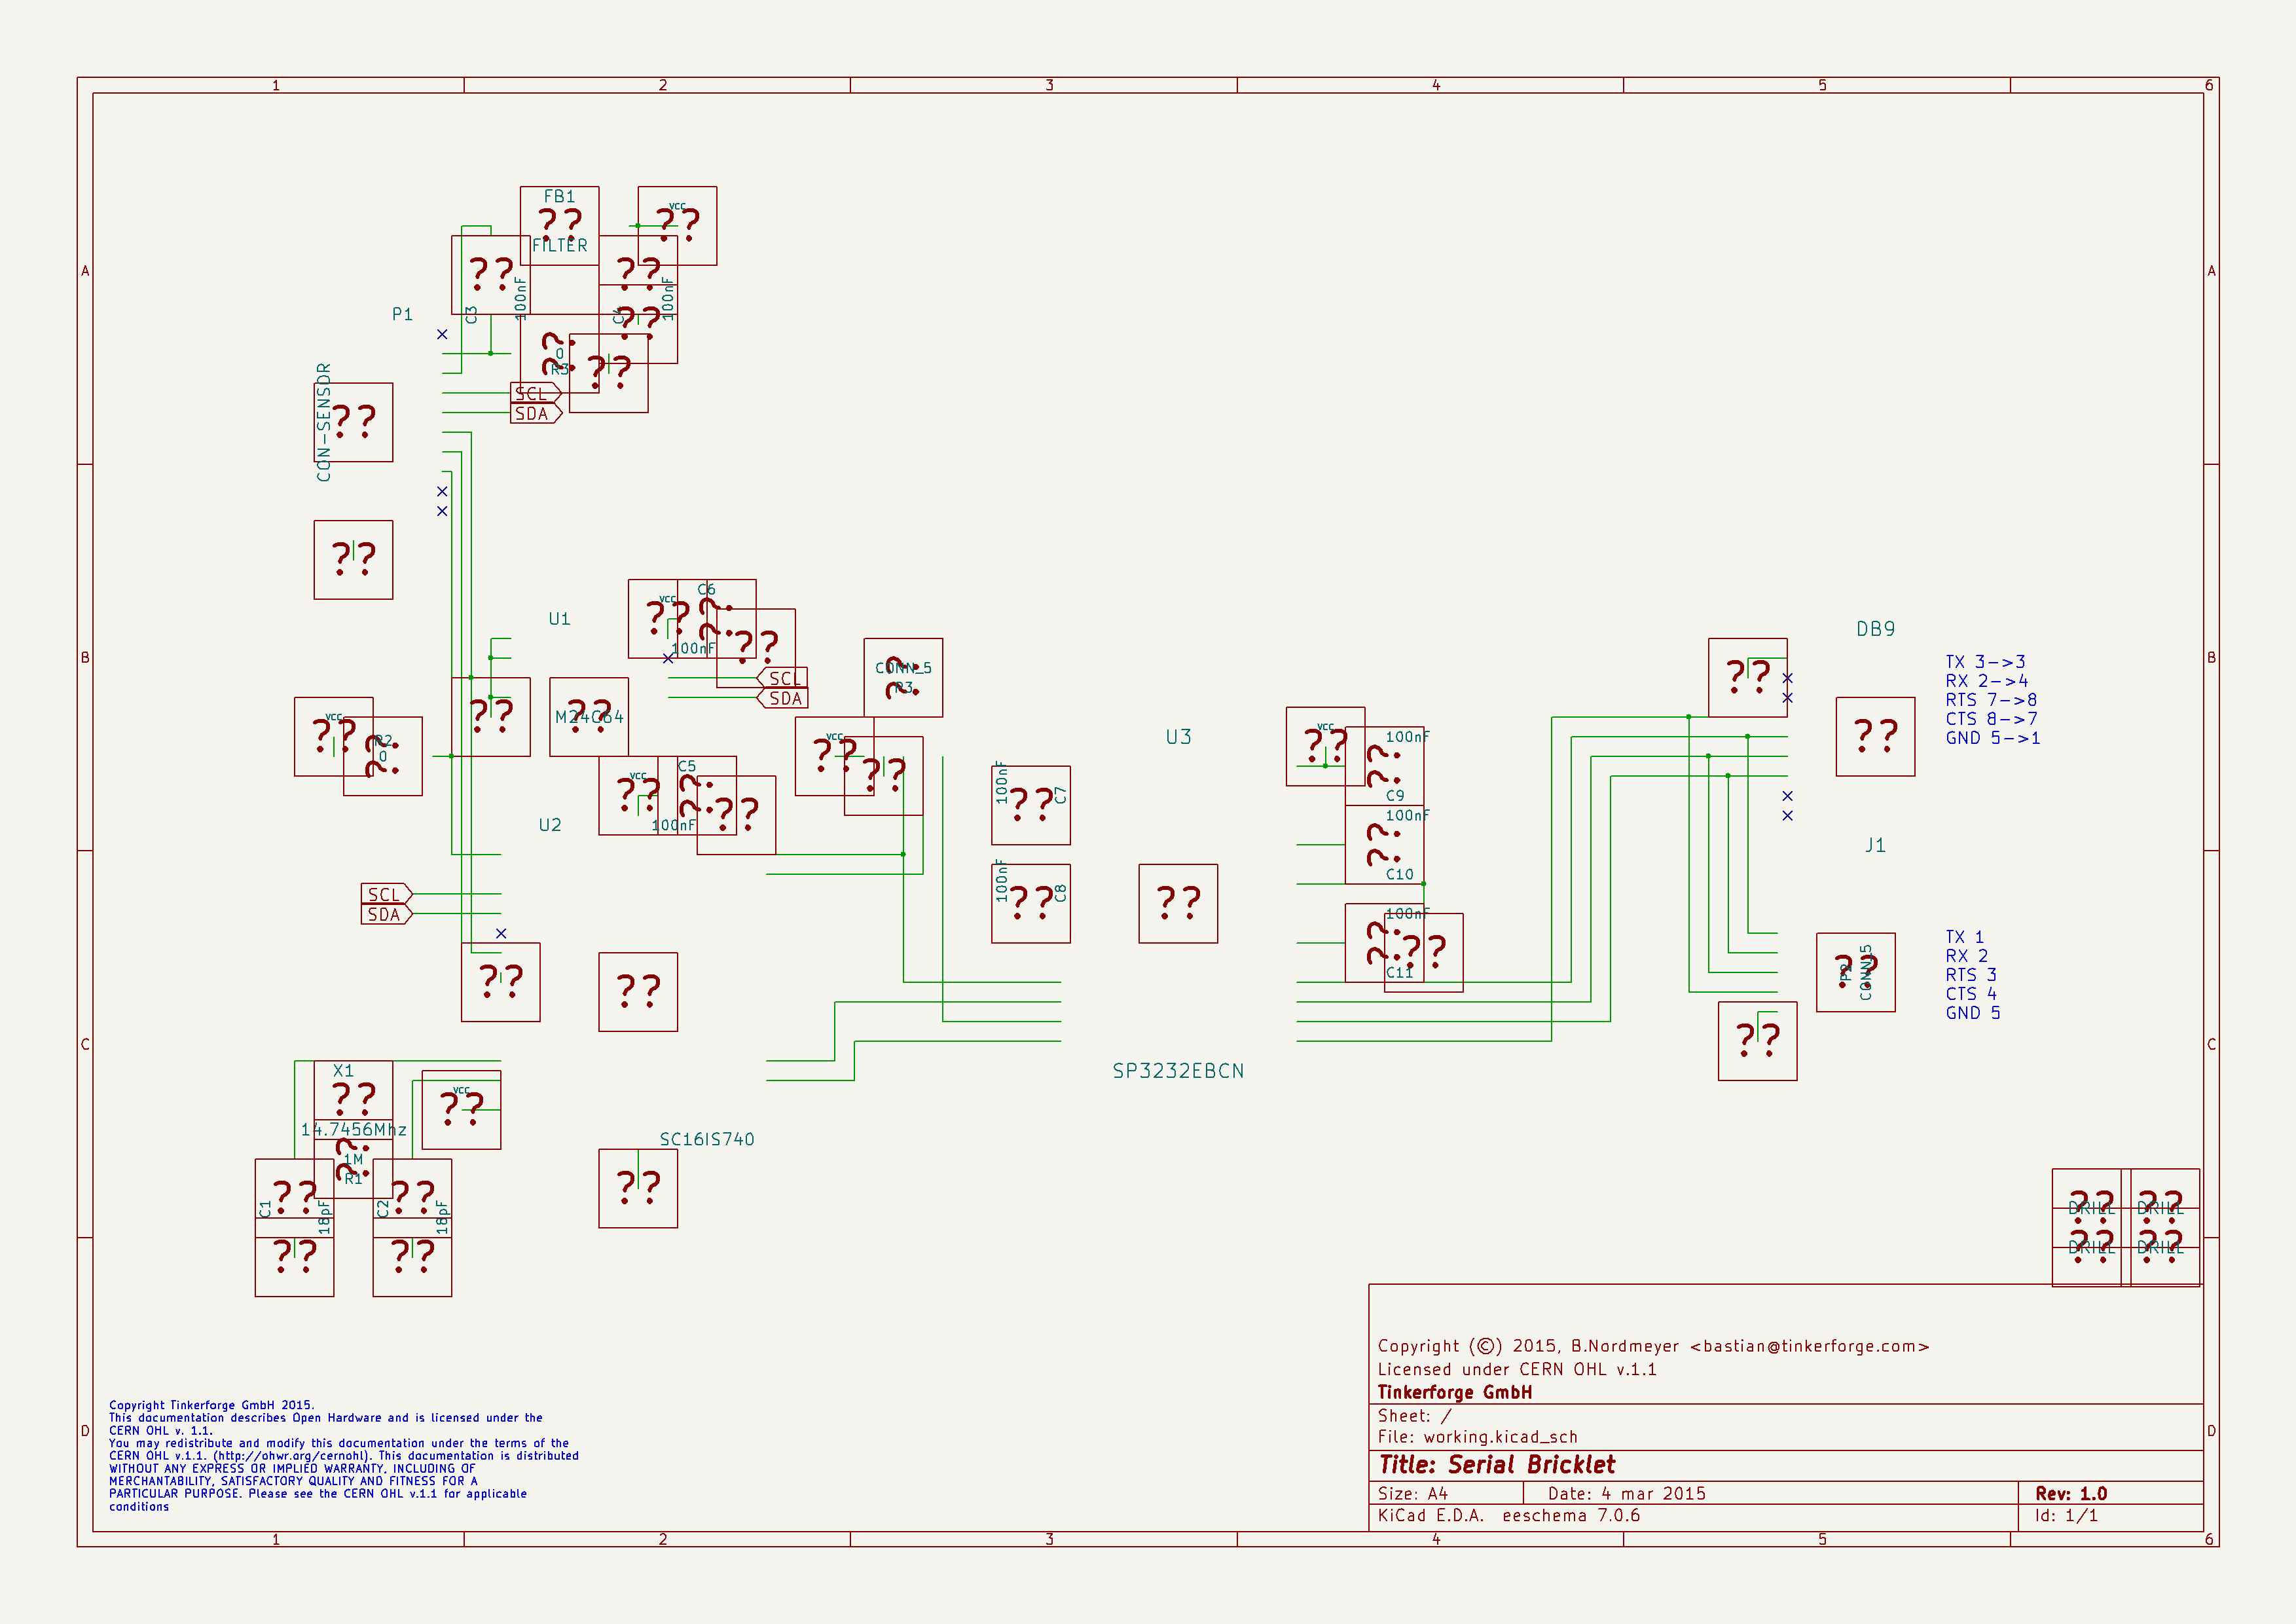 1 2 3 4 5 6
A
B
C
D
A
B
C
D
1 2 3 4 5 6
FB1
??
FILTER
VCC
??
??
C3
100nF
??
C4
100nF
??
??
0
R3
??
P1
CON-SENSOR
??
SCL
SDA
??
U1
VCC
??
C6
??
100nF
??
SCL
SDA
??
M24C64
??
VCC
??
R2
0
??
CONN_5
P3
??
VCC
??
??
VCC
??
C5
??
100nF
??
U2
SCL
SDA
??
??
U3
100nF
C7
??
100nF
C8
??
??
VCC
??
100nF
??
C9
100nF
??
C10
100nF
??
C11
??
SP3232EBCN
DB9
??
??
TX 3->3
RX 2->4
RTS 7->8
CTS 8->7
GND 5->1
J1
P2
CONN_5
??
??
TX 1
RX 2
RTS 3
CTS 4
GND 5
X1
??
14.7456Mhz
??
1M
R1
VCC
??
C1
??
18pF
??
C2
??
18pF
??
SC16IS740
??
??
DRILL
??
DRILL
??
DRILL
??
DRILL
Copyright Tinkerforge GmbH 2015.
This documentation describes Open Hardware and is licensed under the
CERN OHL v. 1.1.
You may redistribute and modify this documentation under the terms of the
CERN OHL v.1.1. (http://ohwr.org/cernohl). This documentation is distributed
WITHOUT ANY EXPRESS OR IMPLIED WARRANTY, INCLUDING OF
MERCHANTABILITY, SATISFACTORY QUALITY AND FITNESS FOR A
PARTICULAR PURPOSE. Please see the CERN OHL v.1.1 for applicable
conditions
Copyright (©) 2015, B.Nordmeyer <bastian@tinkerforge.com>
Licensed under CERN OHL v.1.1
Tinkerforge GmbH
Sheet: /
File: working.kicad_sch
Title: Serial Bricklet
Size: A4 Date: 4 mar 2015 Rev: 1.0
KiCad E.D.A. eeschema 7.0.6 Id: 1/1